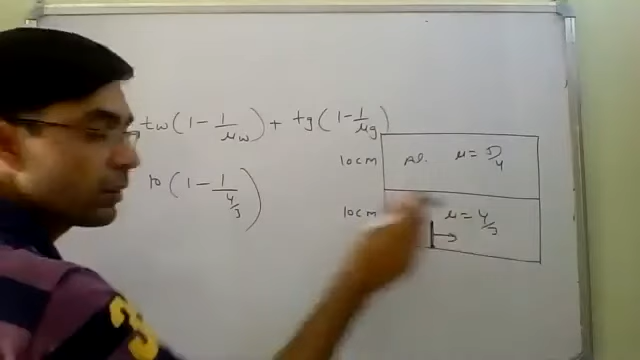 tw(1 - 1/μw) + tg(1 - 1/μg)
10(1 - 1/4/3)
10cm μ = 5/4
10cm μ = 4/3